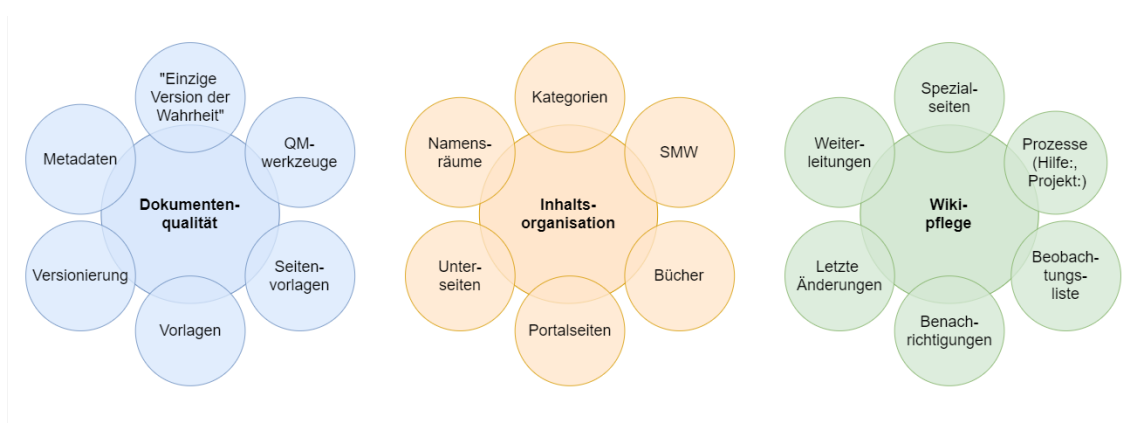 "Einzige
Version der
Wahrheit"
QM-
werkzeuge
Seiten-
vorlagen
Vorlagen
Versionierung
Metadaten
Dokumenten-
qualität
Kategorien
SMW
Bücher
Portalseiten
Unter-
seiten
Namens-
räume
Inhalts-
organisation
Spezial-
seiten
Prozesse
(Hilfe:,
Projekt:)
Beobach-
tungs-
liste
Benach-
richtigungen
Letzte
Änderungen
Weiter-
leitungen
Wiki-
pflege